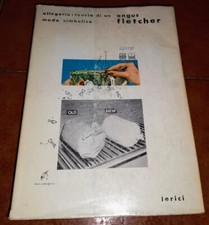 allegoria: teoria di un
modo simbolico
angus
fletcher
OLD
NEW
lerici